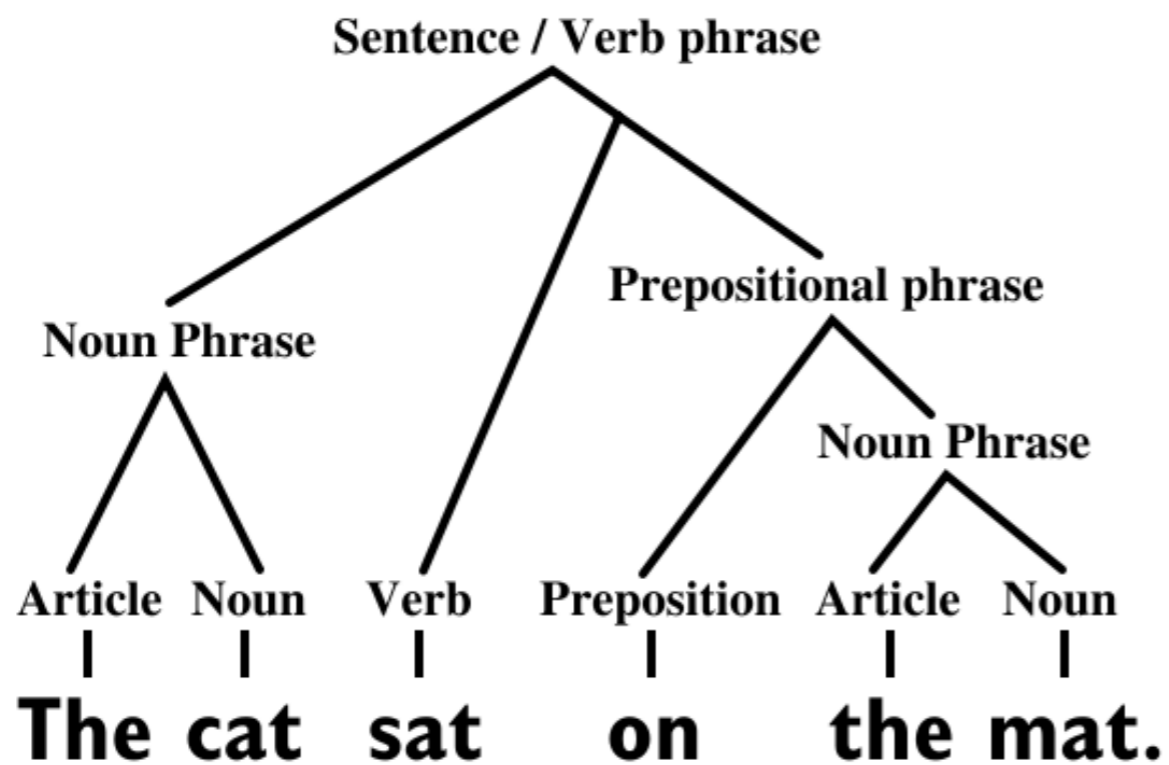 Sentence / Verb phrase
Prepositional phrase
Noun Phrase
Noun Phrase
Article Noun Verb Preposition Article Noun
The cat sat on the mat.